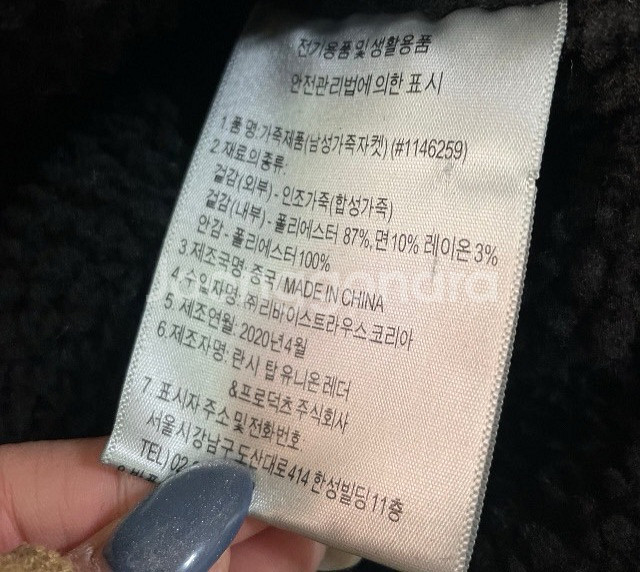 전기용품 및 생활용품
안전관리법에 의한 표시
1.품 명:가죽제품(남성가죽자켓) (#1146259)
2.재료의 종류:
겉감(외부) - 인조가죽(합성가죽)
겉감(내부) - 폴리에스터 87%,면10% 레이온 3%
안감 - 폴리에스터100%
3.제조국명: 중국 / MADE IN CHINA
4.수입자명: ㈜리바이스트라우스 코리아
5. 제조연월: 2020년 4월
6.제조자명: 란시 탑 유니온 레더
&프로덕츠 주식회사
7. 표시자 주소 및 전화번호
서울시 강남구 도산대로 414 한성빌딩 11층
TEL) 02